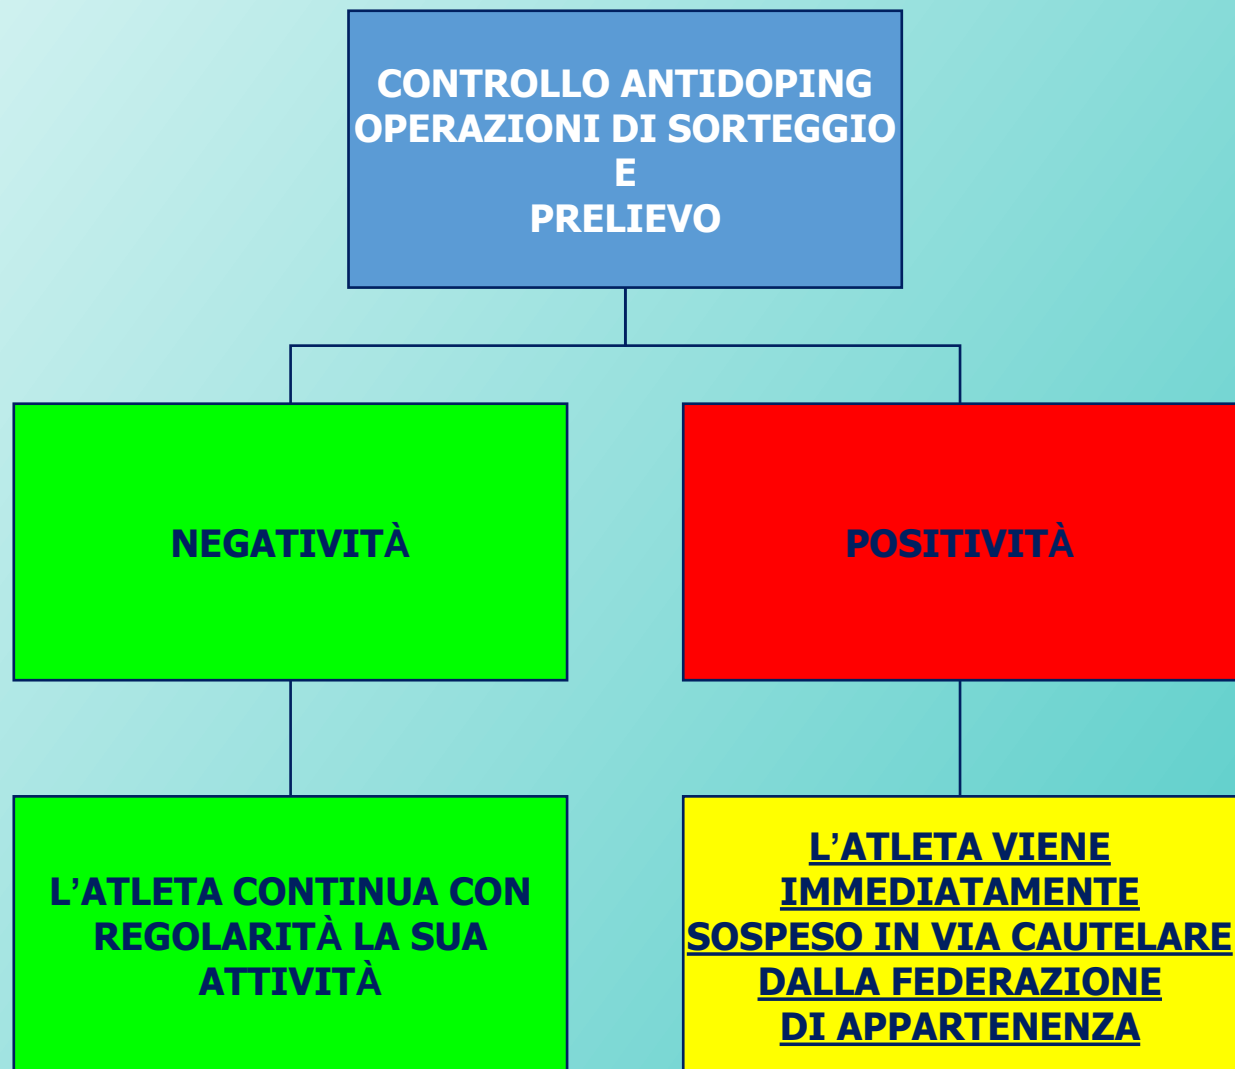 CONTROLLO ANTIDOPING
OPERAZIONI DI SORTEGGIO
E
PRELIEVO
NEGATIVITÀ
POSITIVITÀ
L’ATLETA CONTINUA CON
REGOLARITÀ LA SUA
ATTIVITÀ
L’ATLETA VIENE
IMMEDIATAMENTE
SOSPESO IN VIA CAUTELARE
DALLA FEDERAZIONE
DI APPARTENENZA